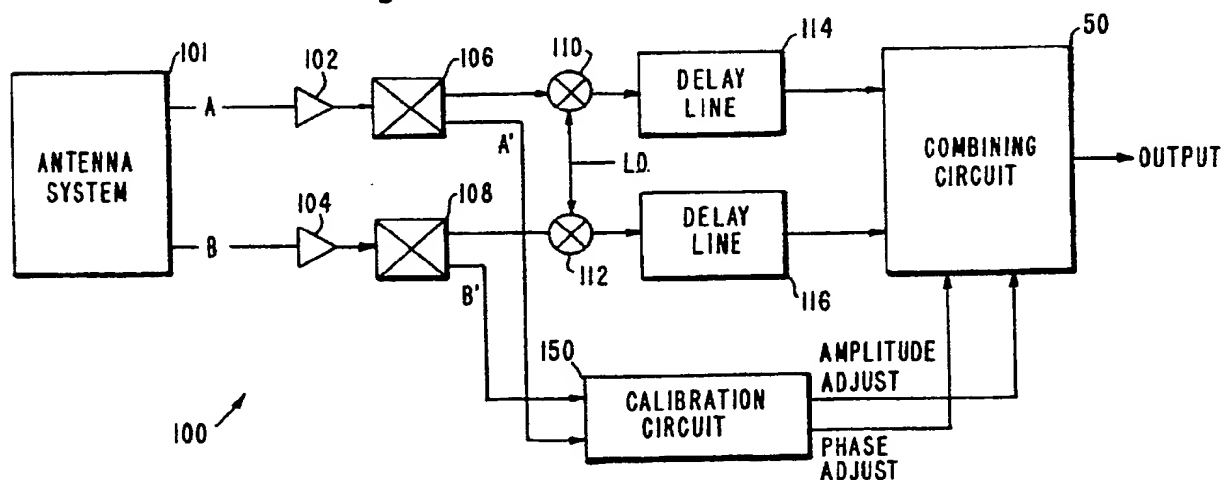 101
ANTENNA
SYSTEM
A
B
102
104
106
A'
108
B'
110
L.O.
112
114
DELAY
LINE
DELAY
LINE
116
50
COMBINING
CIRCUIT
OUTPUT
150
CALIBRATION
CIRCUIT
AMPLITUDE
ADJUST
PHASE
ADJUST
100